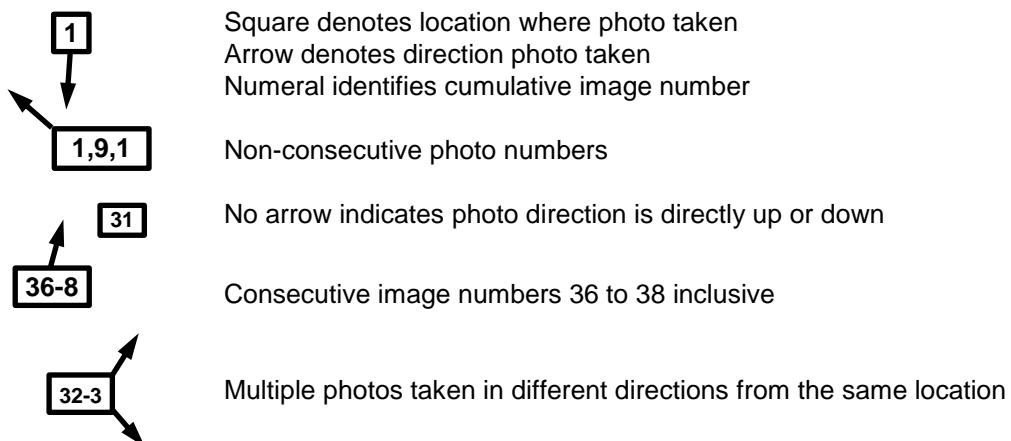 1
Square denotes location where photo taken
Arrow denotes direction photo taken
Numeral identifies cumulative image number
1,9,1
Non-consecutive photo numbers
31
No arrow indicates photo direction is directly up or down
36-8
Consecutive image numbers 36 to 38 inclusive
32-3
Multiple photos taken in different directions from the same location